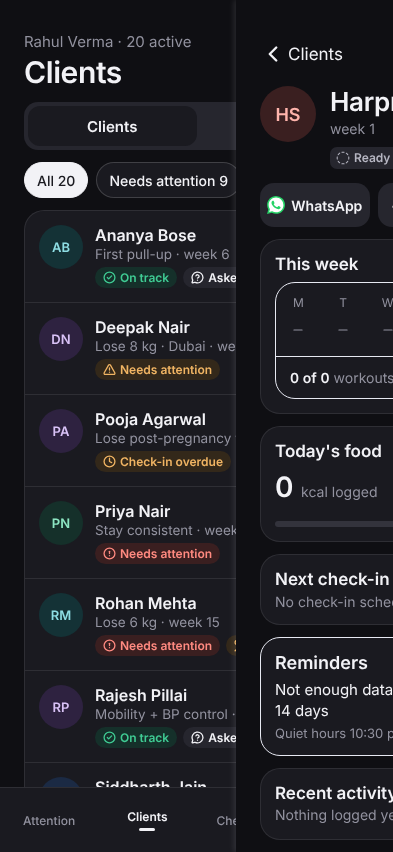 Rahul Verma · 20 active
Clients
Clients
All 20
Needs attention 9
AB
Ananya Bose
First pull-up · week 6
On track
Aske
DN
Deepak Nair
Lose 8 kg · Dubai · we
Needs attention
PA
Pooja Agarwal
Lose post-pregnancy
Check-in overdue
PN
Priya Nair
Stay consistent · week
Needs attention
RM
Rohan Mehta
Lose 6 kg · week 15
Needs attention
RP
Rajesh Pillai
Mobility + BP control ·
On track
Aske
Siddharth Jain
Attention
Clients
Che
Clients
HS
Harpr
week 1
Ready
WhatsApp
This week
M T W
– – –
0 of 0 workouts
Today's food
0 kcal logged
Next check-in
No check-in sche
Reminders
Not enough data
14 days
Quiet hours 10:30 p
Recent activity
Nothing logged ye